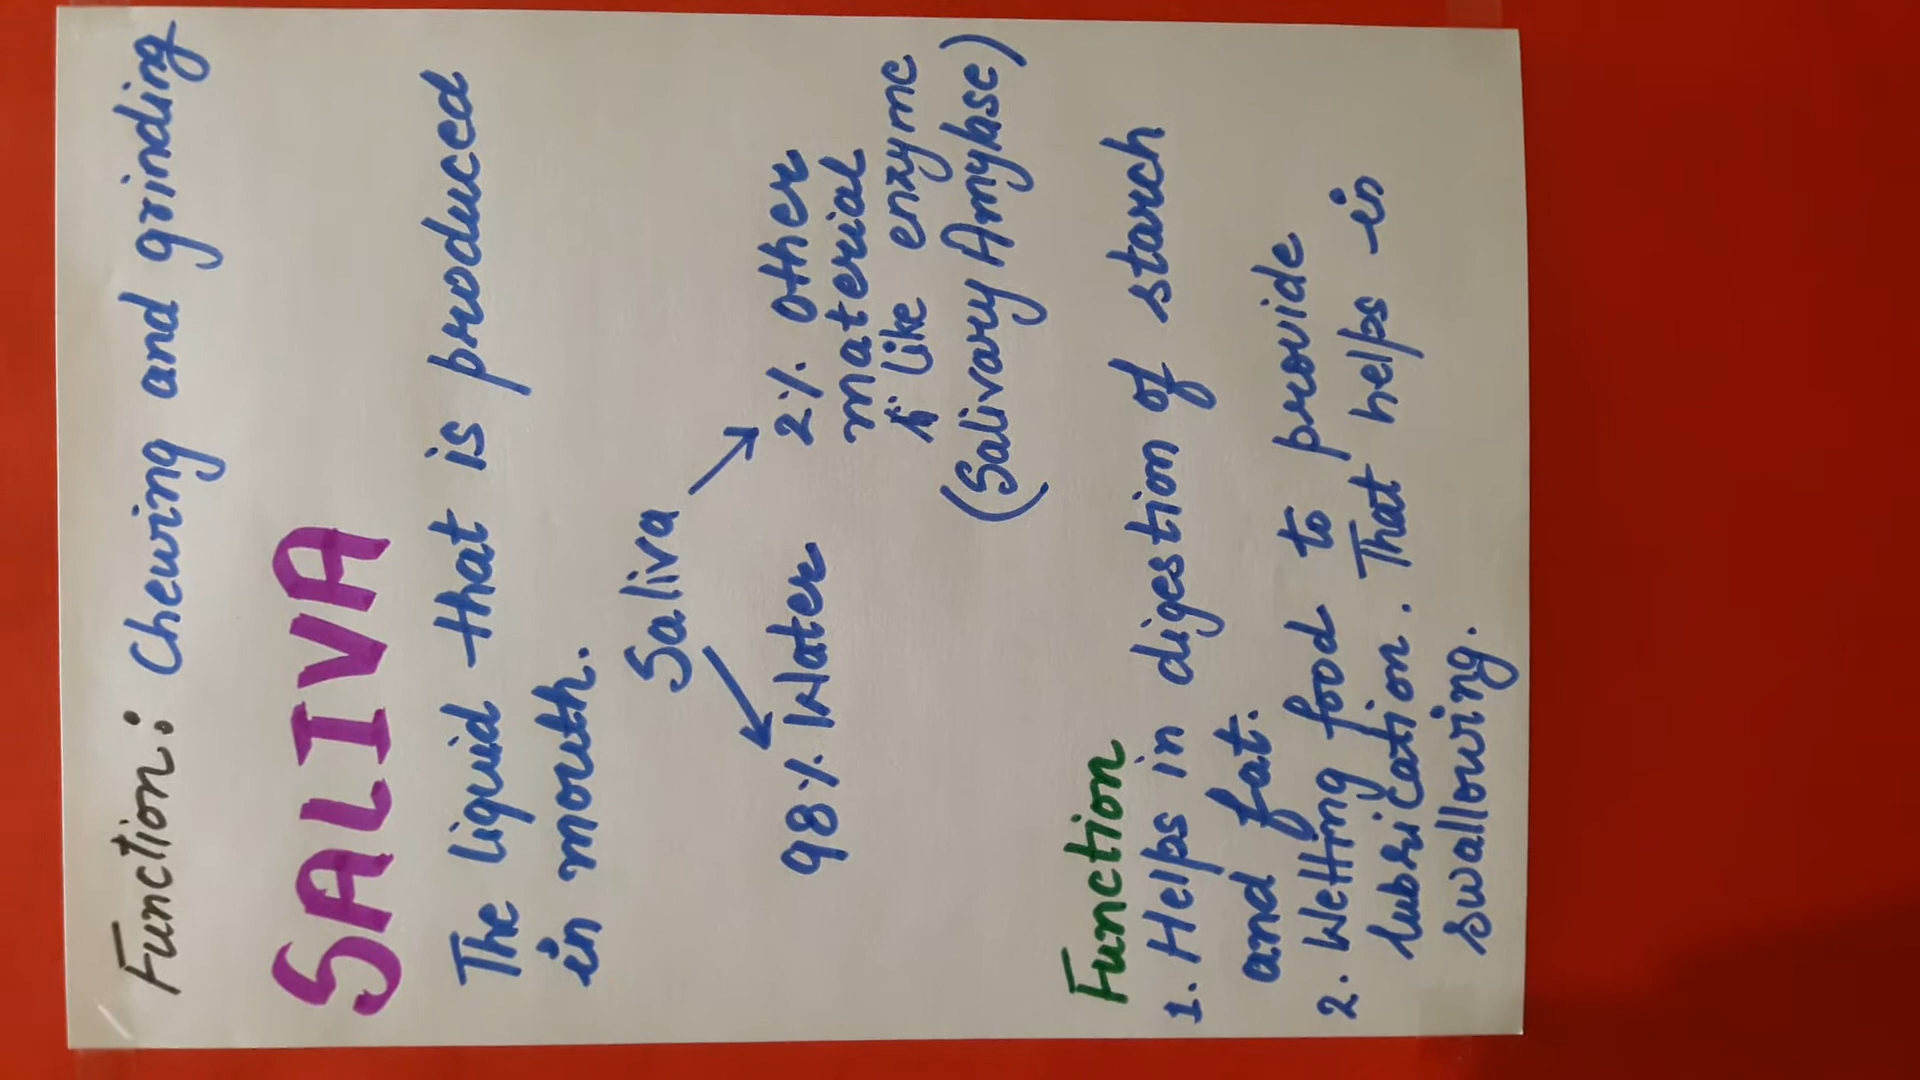 Function: Chewing and grinding
SALIVA
The liquid that is produced
in mouth.
Saliva
98% Water
2% Other
material
like enzyme
(Salivary Amylase)
Function
1. Helps in digestion of starch
and fat.
2. Wetting food to provide
lubrication. That helps in
swallowing.